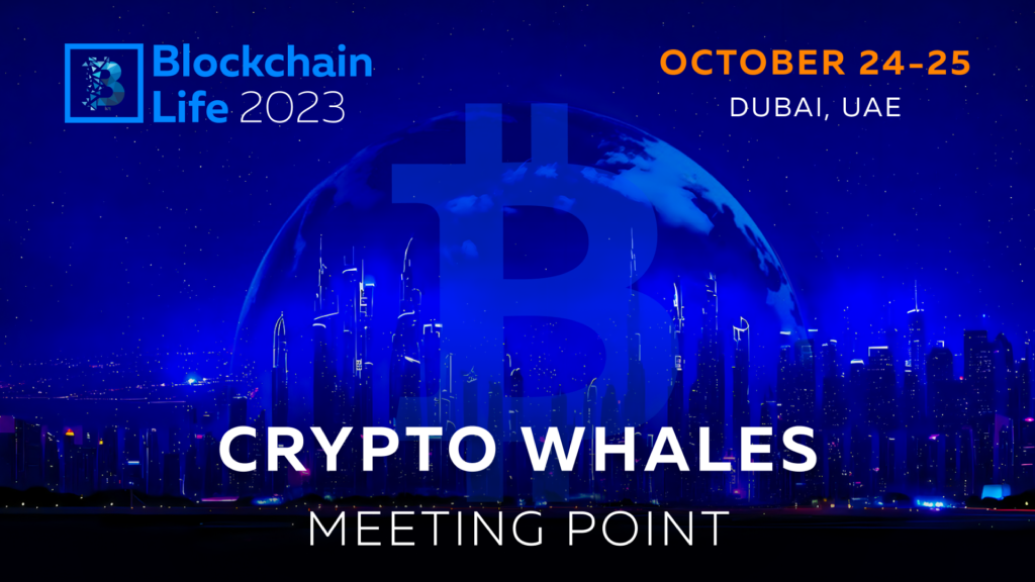 Blockchain
Life 2023
OCTOBER 24-25
DUBAI, UAE
CRYPTO WHALES
MEETING POINT